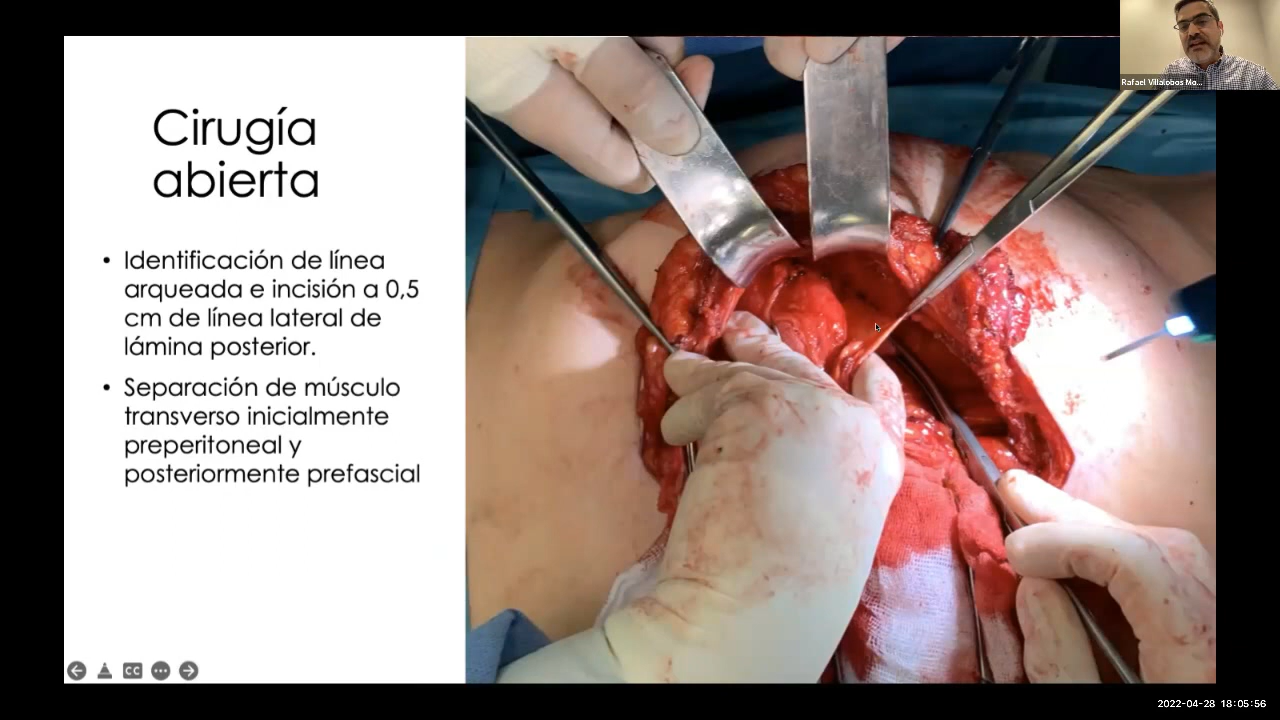 Cirugía
abierta
• Identificación de línea
arqueada e incisión a 0,5
cm de línea lateral de
lámina posterior.
• Separación de músculo
transverso inicialmente
preperitoneal y
posteriormente prefascial
Rafael Villalobos Mo...
CC
2022-04-28 18:05:56